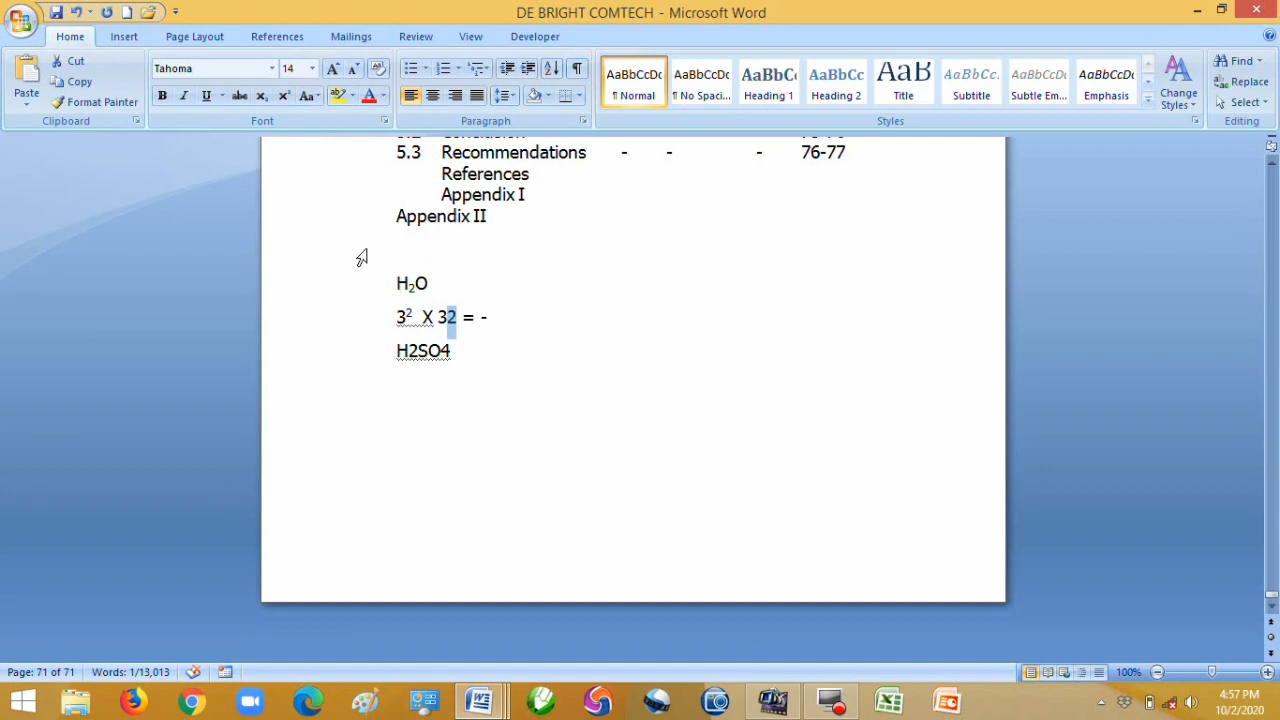 DE BRIGHT COMTECH - Microsoft Word
Home Insert Page Layout References Mailings Review View Developer
Paste
Cut
Copy
Format Painter
Clipboard
Tahoma 14
B I U abc x₂ x² Aa
Font
Paragraph
AaBbCcDc AaBbCcDc AaBbCc AaBbCc AaB AaBbCc. AaBbCcDc AaBbCcDc
¶ Normal ¶ No Spaci... Heading 1 Heading 2 Title Subtitle Subtle Em... Emphasis
Styles
Change Styles
Find
Replace
Select
Editing
5.3 Recommendations - - - 76-77
References
Appendix I
Appendix II
H₂O
3² X 32 = -
H2SO4
Page: 71 of 71 Words: 1/13,013 100%
4:57 PM
10/2/2020